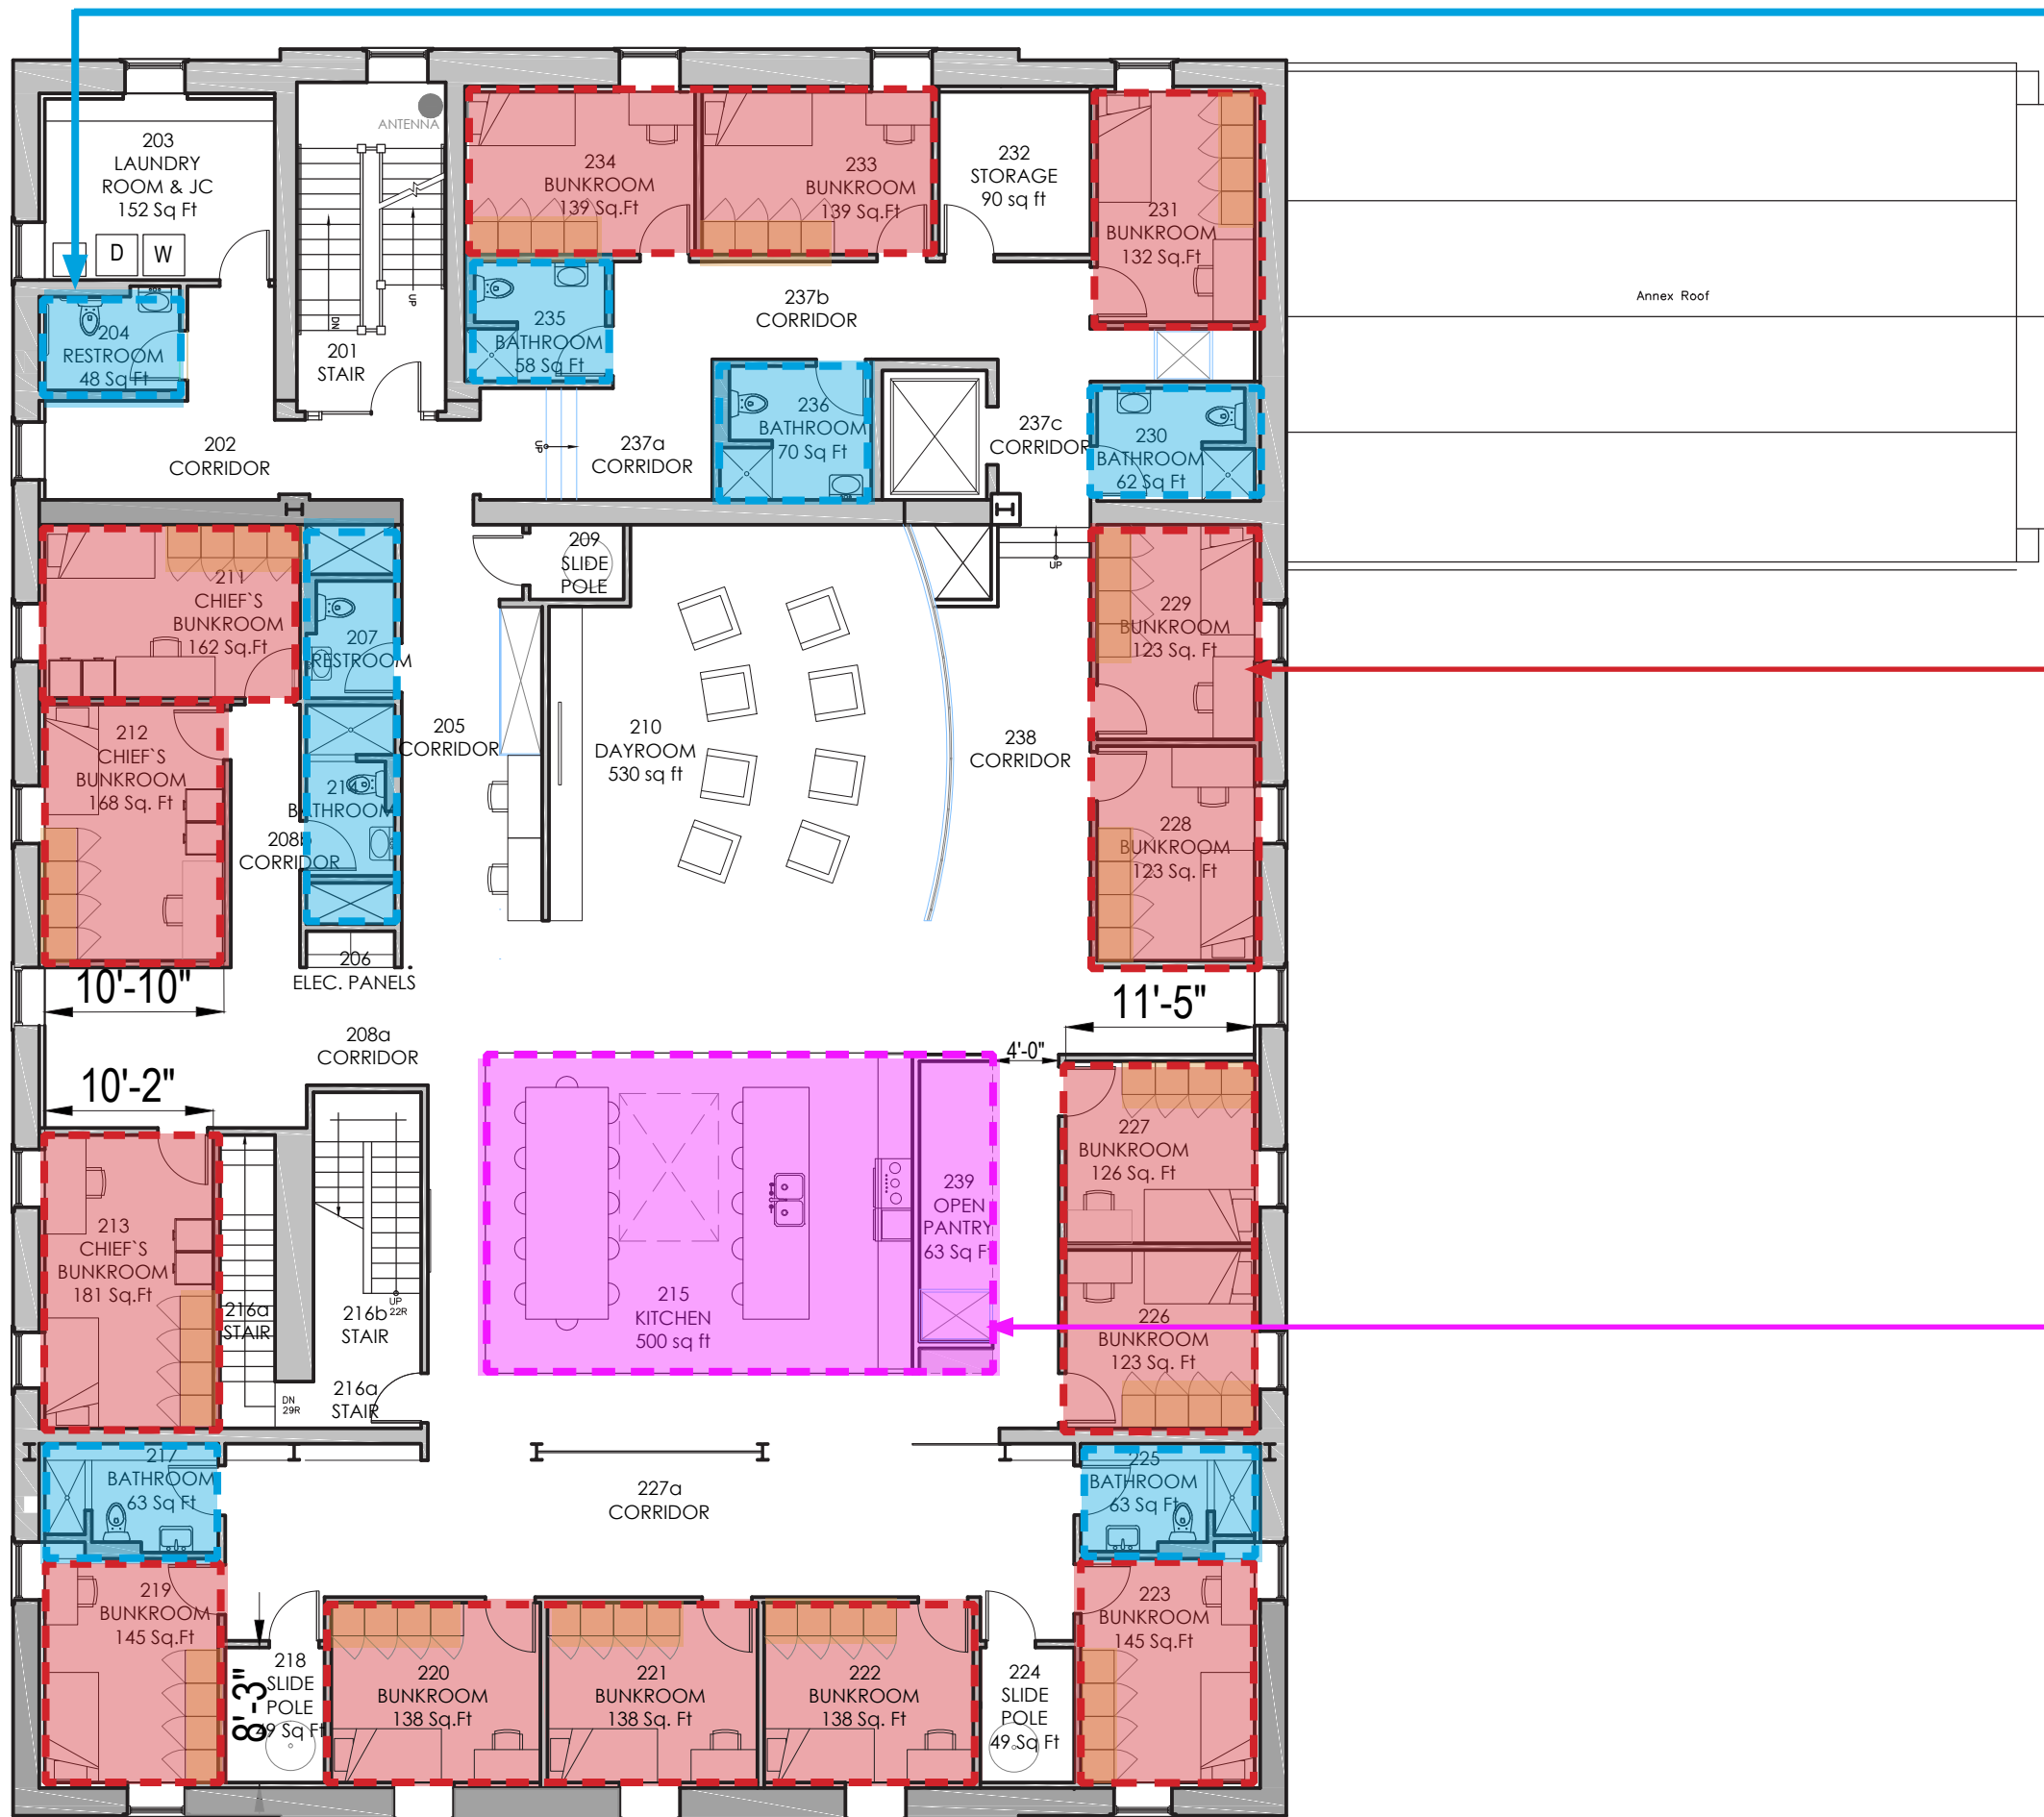 ANTENNA
203
LAUNDRY
ROOM & JC
152 Sq Ft
D
W
234
BUNKROOM
139 Sq.Ft
233
BUNKROOM
139 Sq.Ft
232
STORAGE
90 sq ft
231
BUNKROOM
132 Sq.Ft
Annex Roof
UP
DN
201
STAIR
204
RESTROOM
48 Sq Ft
235
BATHROOM
58 Sq Ft
237b
CORRIDOR
236
BATHROOM
70 Sq Ft
237c
CORRIDOR
230
BATHROOM
62 Sq Ft
202
CORRIDOR
UP
237a
CORRIDOR
211
CHIEF`S
BUNKROOM
162 Sq.Ft
207
RESTROOM
209
SLIDE
POLE
UP
229
BUNKROOM
123 Sq. Ft
212
CHIEF`S
BUNKROOM
168 Sq. Ft
205
CORRIDOR
210
DAYROOM
530 sq ft
238
CORRIDOR
214
BATHROOM
208b
CORRIDOR
228
BUNKROOM
123 Sq. Ft
206
ELEC. PANELS
10'-10"
11'-5"
208a
CORRIDOR
4'-0"
10'-2"
227
BUNKROOM
126 Sq. Ft
239
OPEN
PANTRY
63 Sq Ft
213
CHIEF`S
BUNKROOM
181 Sq.Ft
216a
STAIR
UP
22R
216b
STAIR
215
KITCHEN
500 sq ft
226
BUNKROOM
123 Sq. Ft
216a
STAIR
DN
29R
217
BATHROOM
63 Sq Ft
227a
CORRIDOR
225
BATHROOM
63 Sq Ft
219
BUNKROOM
145 Sq.Ft
8'-3"
218
SLIDE
POLE
49 Sq Ft
220
BUNKROOM
138 Sq.Ft
221
BUNKROOM
138 Sq. Ft
222
BUNKROOM
138 Sq. Ft
224
SLIDE
POLE
49 Sq Ft
223
BUNKROOM
145 Sq.Ft